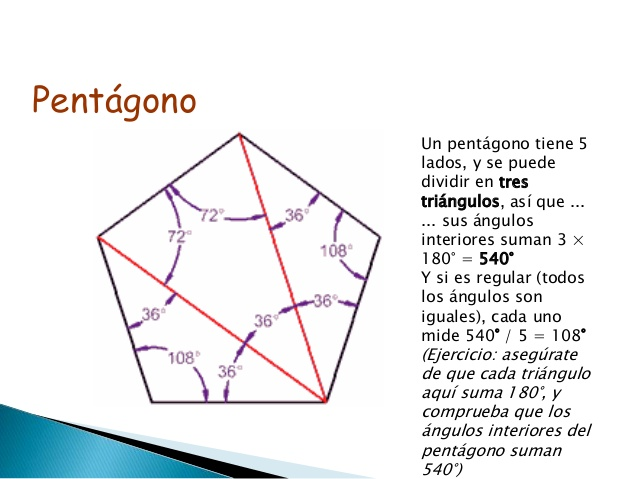 Pentágono
Un pentágono tiene 5
lados, y se puede
dividir en tres
triángulos, así que ...
... sus ángulos
interiores suman 3 ×
180° = 540°
Y si es regular (todos
los ángulos son
iguales), cada uno
mide 540° / 5 = 108°
(Ejercicio: asegúrate
de que cada triángulo
aquí suma 180°, y
comprueba que los
ángulos interiores del
pentágono suman
540°)
72°
36°
72°
108°
36°
36°
36°
108°
36°